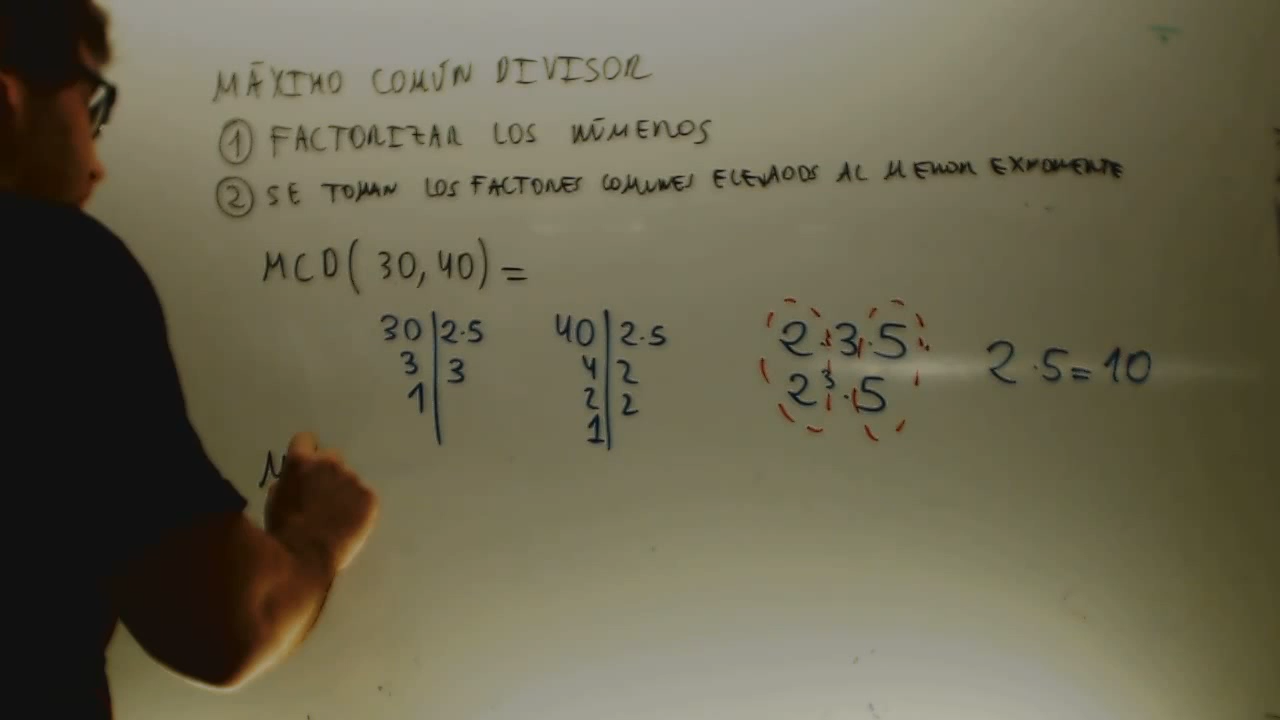 MÁXIMO COMÚN DIVISOR
① FACTORIZAR LOS NÚMEROS
② SE TOMAN LOS FACTORES COMUNES ELEVADOS AL MENOR EXPONENTE
MCD( 30, 40) =
30 | 2·5
3 | 3
1 |
40 | 2·5
4 | 2
2 | 2
1 |
2·3·5
2³·5
2·5=10
M